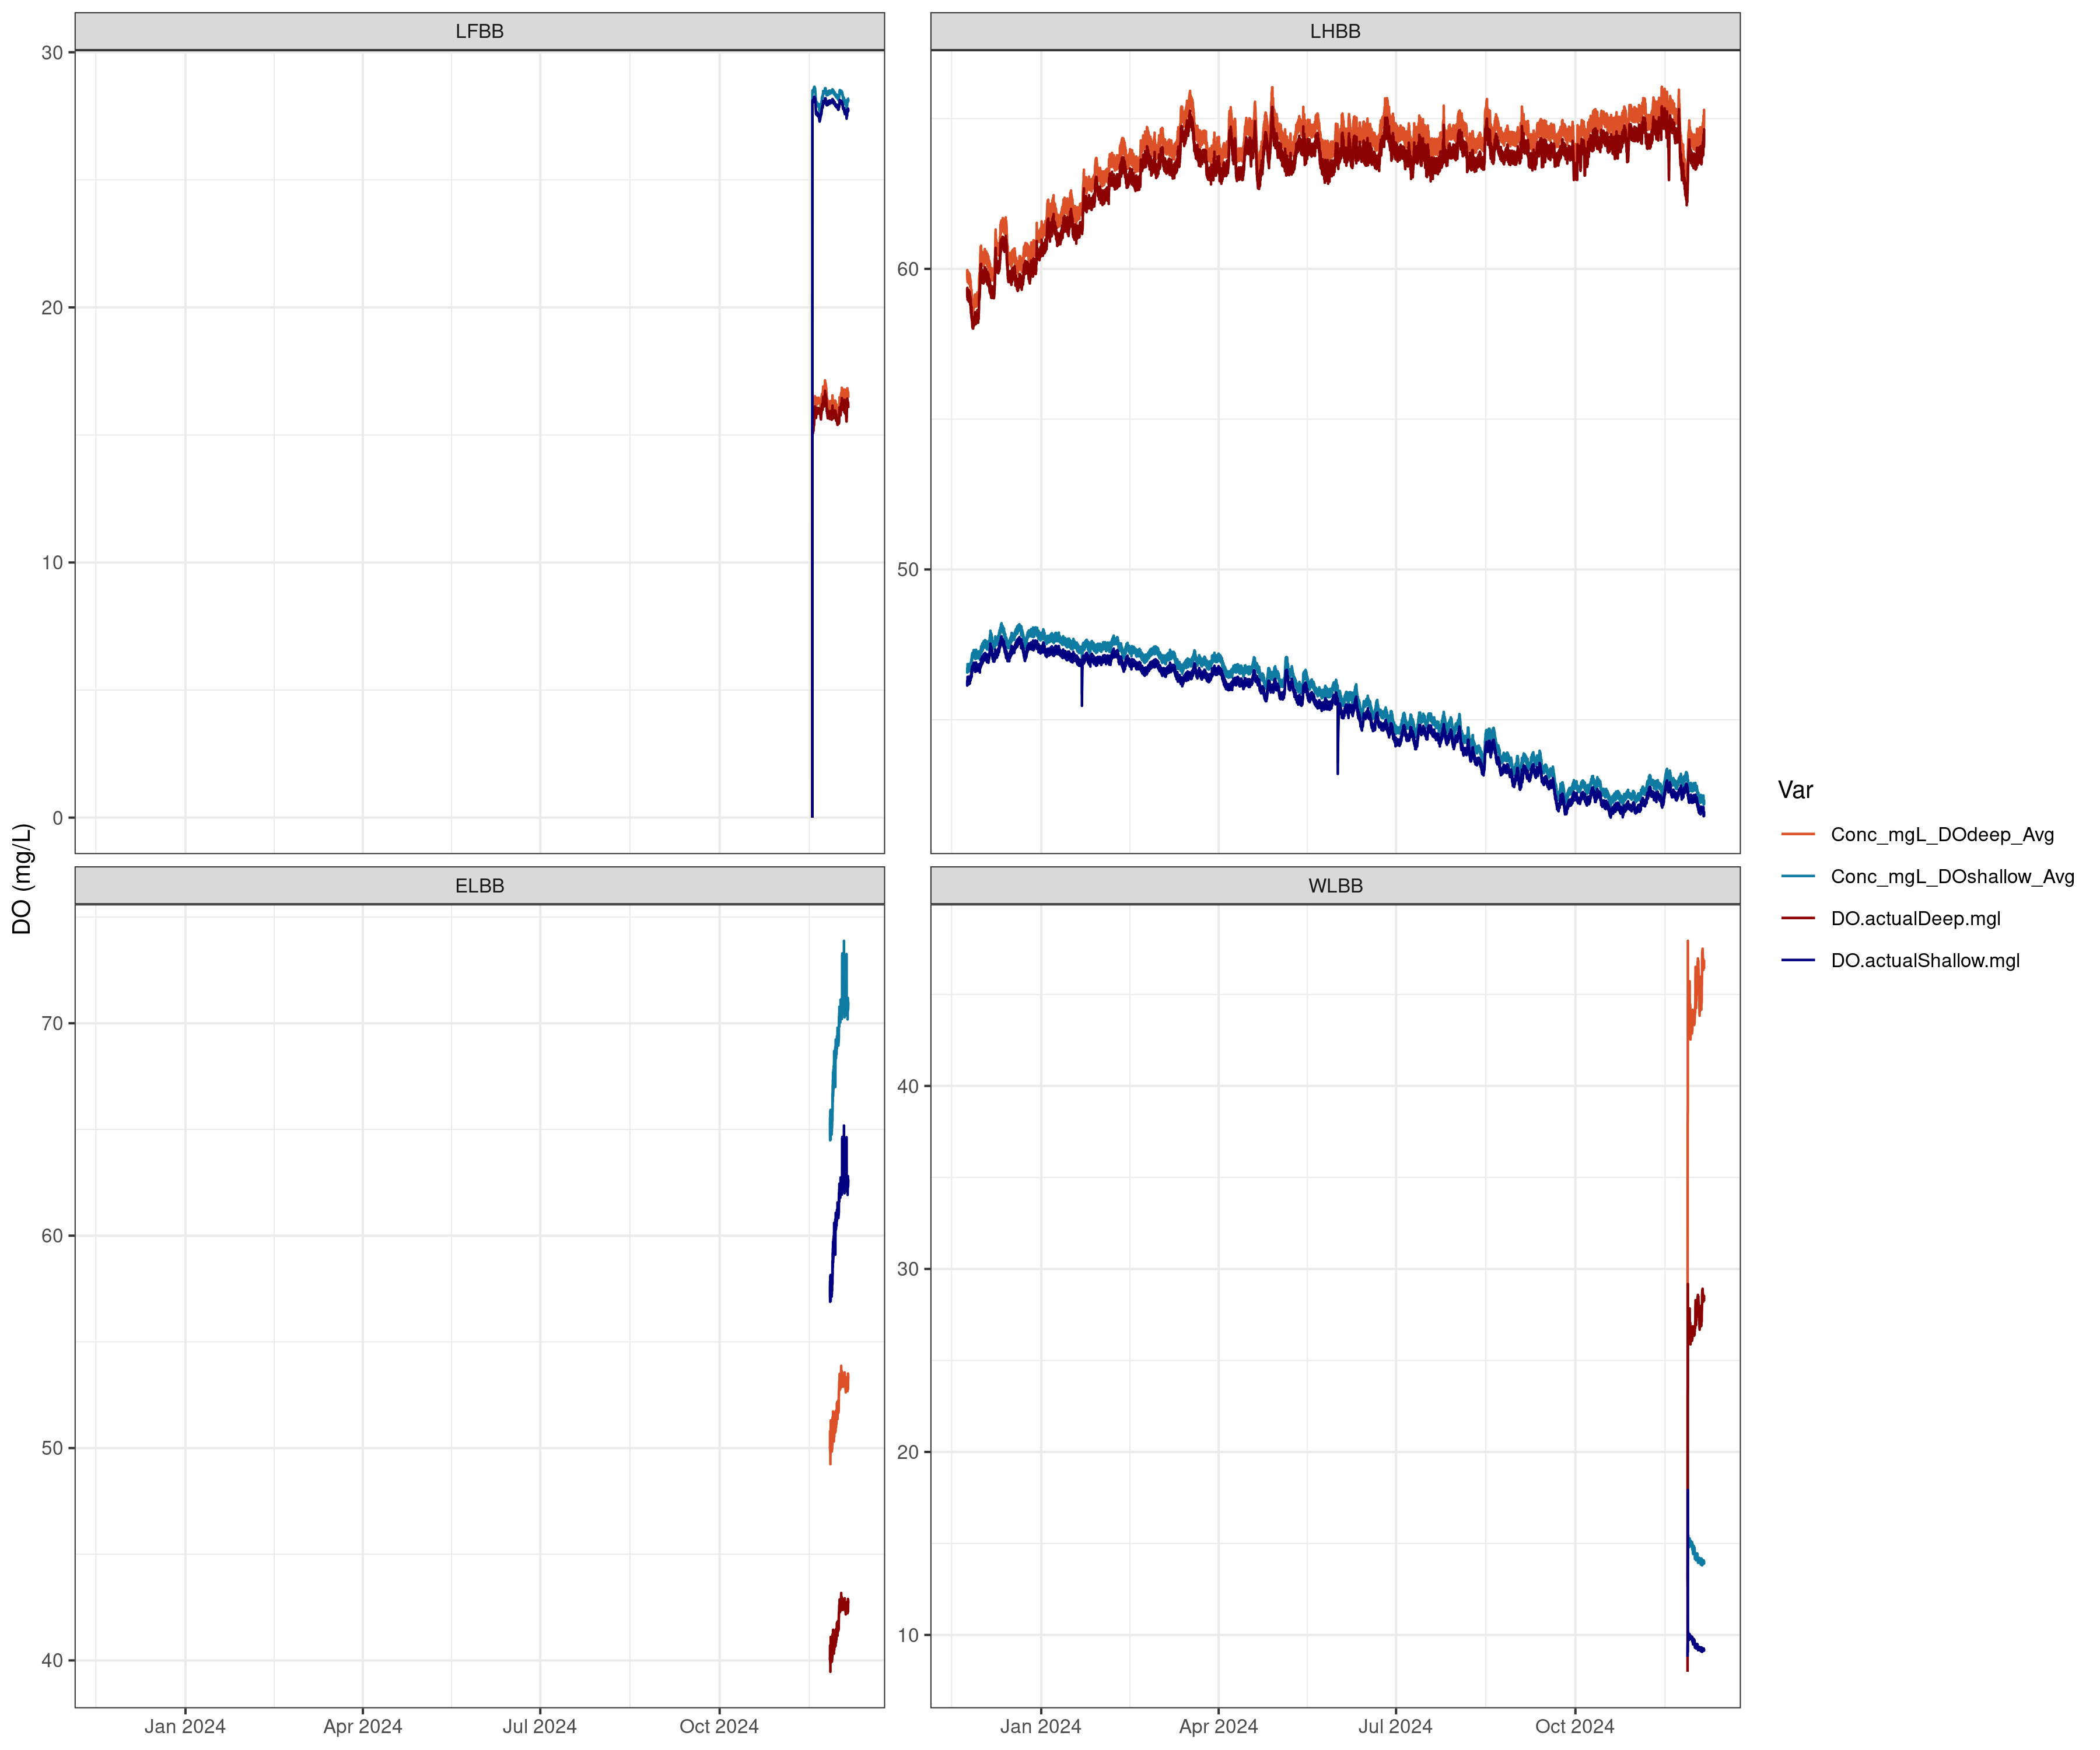 LFBB
LHBB
30
20
10
0
60
50
DO (mg/L)
ELBB
WLBB
70
60
50
40
40
30
20
10
Jan 2024
Apr 2024
Jul 2024
Oct 2024
Jan 2024
Apr 2024
Jul 2024
Oct 2024
Var
Conc_mgL_DOdeep_Avg
Conc_mgL_DOshallow_Avg
DO.actualDeep.mgl
DO.actualShallow.mgl